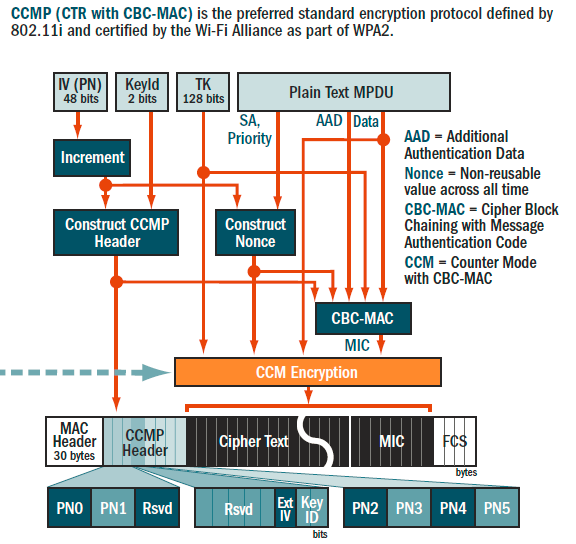 CCMP (CTR with CBC-MAC) is the preferred standard encryption protocol defined by
802.11i and certified by the Wi-Fi Alliance as part of WPA2.
IV (PN)
48 bits
KeyId
2 bits
TK
128 bits
Plain Text MPDU
SA,
Priority
AAD
Data
Increment
AAD = Additional
Authentication Data
Nonce = Non-reusable
value across all time
CBC-MAC = Cipher Block
Chaining with Message
Authentication Code
CCM = Counter Mode
with CBC-MAC
Construct CCMP
Header
Construct
Nonce
CBC-MAC
MIC
CCM Encryption
MAC
Header
30 bytes
CCMP
Header
Cipher Text
MIC
FCS
bytes
PN0
PN1
Rsvd
Rsvd
Ext
IV
Key
ID
bits
PN2
PN3
PN4
PN5